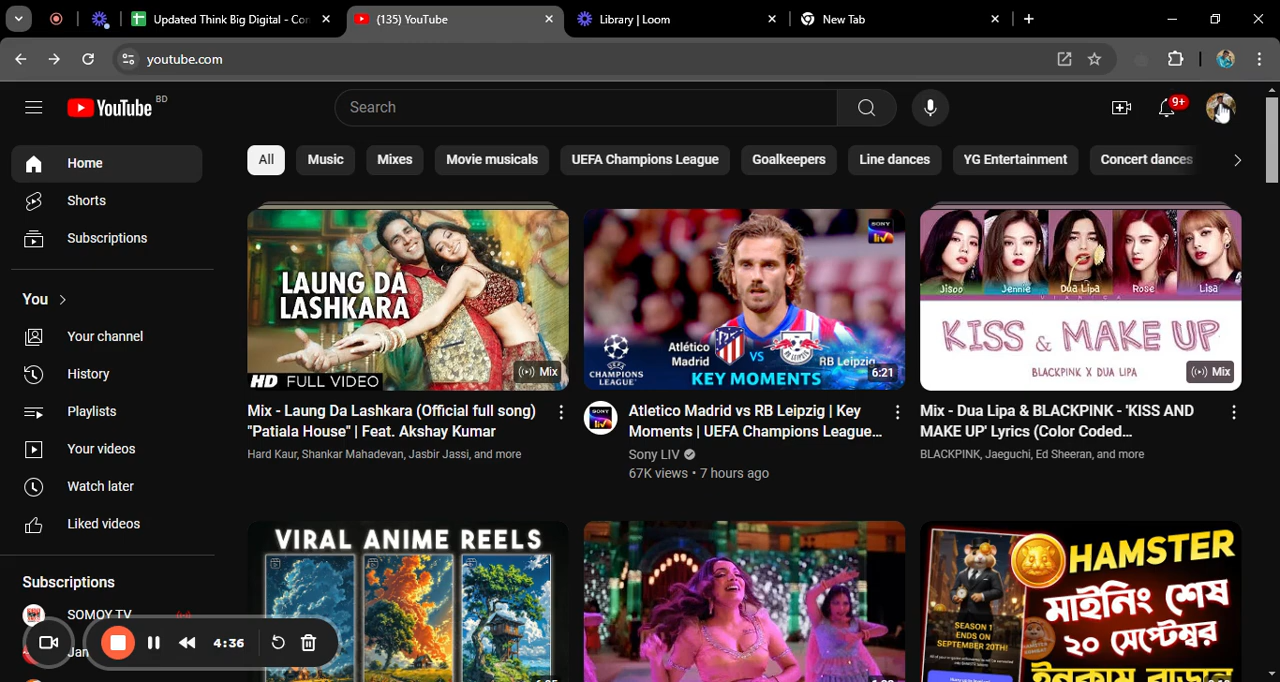 Updated Think Big Digital - Con
(135) YouTube
Library | Loom
New Tab
youtube.com
YouTube BD
Search
9+
All
Music
Mixes
Movie musicals
UEFA Champions League
Goalkeepers
Line dances
YG Entertainment
Concert dances
Home
Shorts
Subscriptions
You
Your channel
History
Playlists
Your videos
Watch later
Liked videos
Subscriptions
SOMOY TV
4:36
LAUNG DA
LASHKARA
HD FULL VIDEO
Mix
Mix - Laung Da Lashkara (Official full song)
"Patiala House" | Feat. Akshay Kumar
Hard Kaur, Shankar Mahadevan, Jasbir Jassi, and more
SONY
liv
CHAMPIONS
LEAGUE
Atlético
Madrid
VS
RB Leipzig
KEY MOMENTS
6:21
Atletico Madrid vs RB Leipzig | Key
Moments | UEFA Champions League...
Sony LIV
67K views • 7 hours ago
Jisoo
Jennie
Dua Lipa
Rosé
Lisa
KISS & MAKE UP
BLACKPINK X DUA LIPA
Mix
Mix - Dua Lipa & BLACKPINK - 'KISS AND
MAKE UP' Lyrics (Color Coded...
BLACKPINK, Jaeguchi, Ed Sheeran, and more
VIRAL ANIME REELS
HAMSTER
মাইনিং শেষ
২০ সেপ্টেম্বর
ইনকাম বাড়ান
SEASON 1
ENDS ON
SEPTEMBER 20TH!